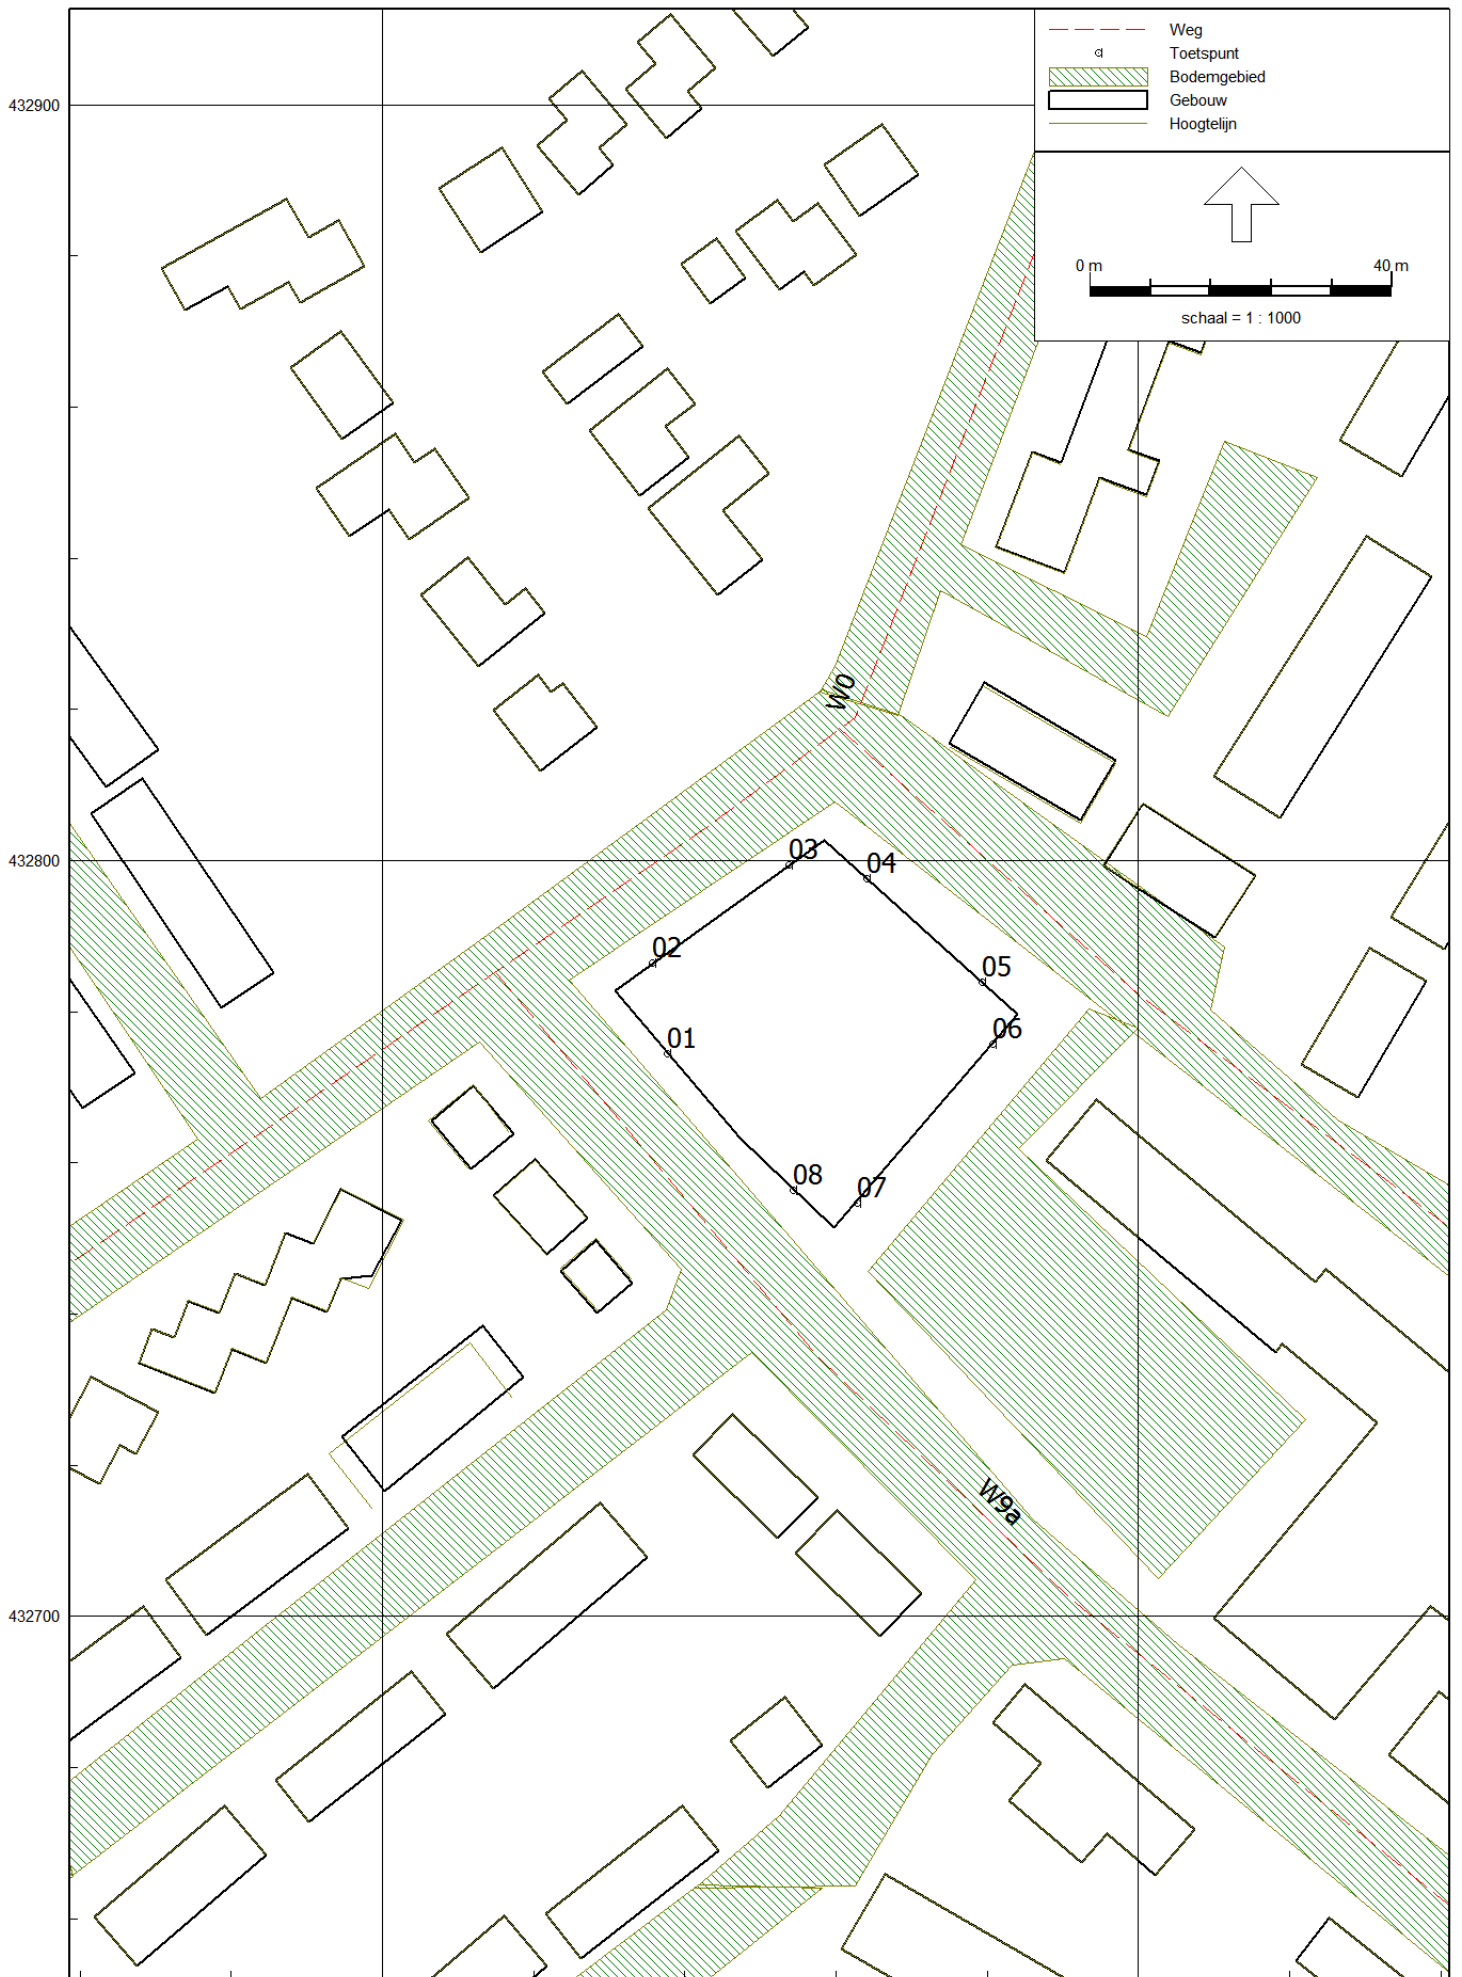 Weg
Toetspunt
Bodemgebied
Gebouw
Hoogtelijn
432900
0 m 40 m
schaal = 1 : 1000
W0
432800
03
04
02
05
01
06
08
07
W9a
432700